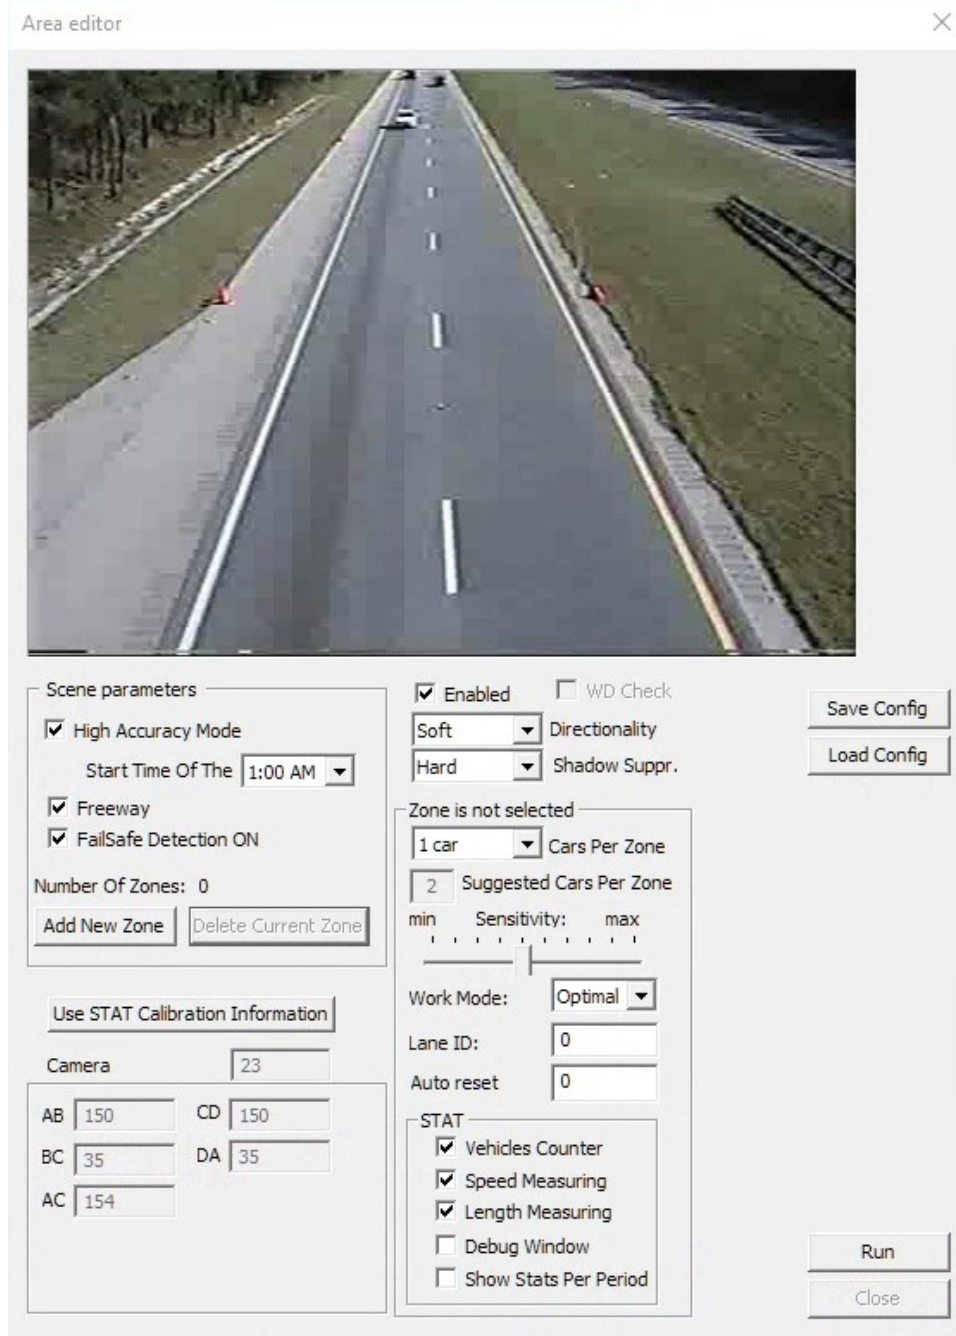 Area editor
Scene parameters
High Accuracy Mode
Start Time Of The 1:00 AM
Freeway
FailSafe Detection ON
Number Of Zones: 0
Add New Zone Delete Current Zone
Use STAT Calibration Information
Camera 23
AB 150 CD 150
BC 35 DA 35
AC 154
Enabled WD Check
Soft Directionality
Hard Shadow Suppr.
Zone is not selected
1 car Cars Per Zone
2 Suggested Cars Per Zone
min Sensitivity: max
Work Mode: Optimal
Lane ID: 0
Auto reset 0
STAT
Vehicles Counter
Speed Measuring
Length Measuring
Debug Window
Show Stats Per Period
Save Config
Load Config
Run
Close